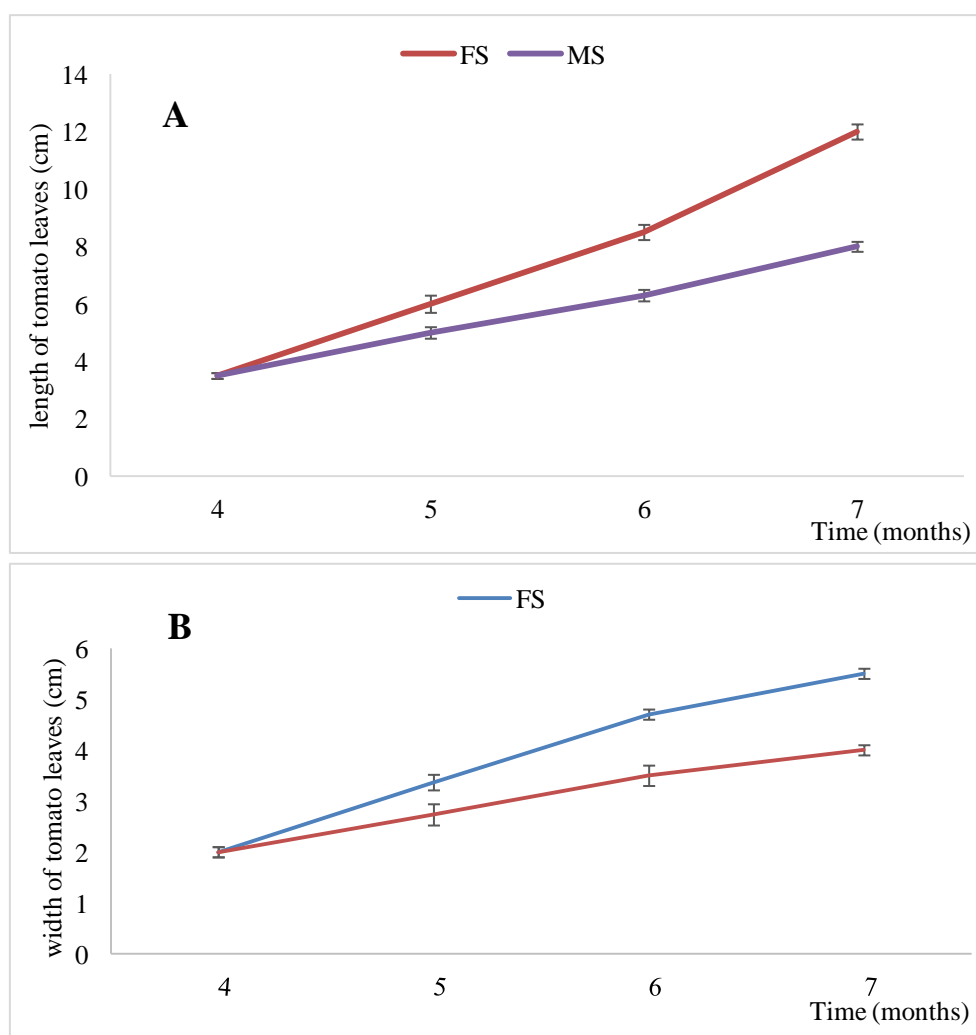 FS MS
A
length of tomato leaves (cm)
14
12
10
8
6
4
2
0
4 5 6 7
Time (months)
FS
B
width of tomato leaves (cm)
6
5
4
3
2
1
0
4 5 6 7
Time (months)